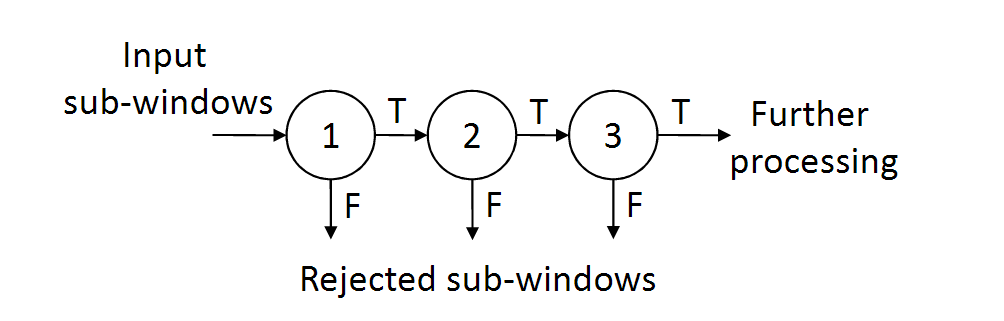 Input
sub-windows
1
T
2
T
3
T
Further
processing
F
F
F
Rejected sub-windows